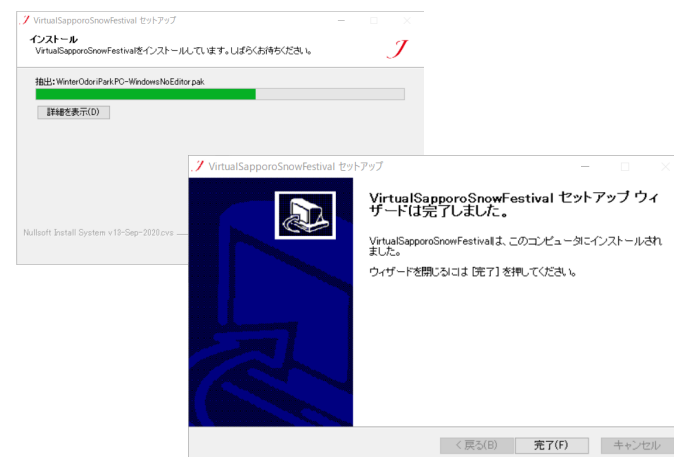 VirtualSapporoSnowFestival セットアップ
インストール
VirtualSapporoSnowFestivalをインストールしています。しばらくお待ちください。
抽出: WinterOdoriParkPC-WindowsNoEditor.pak
詳細を表示(D)
Nullsoft Install System v13-Sep-2020.cvs
VirtualSapporoSnowFestival セットアップ
VirtualSapporoSnowFestival セットアップ ウィ
ザードは完了しました。
VirtualSapporoSnowFestivalは、このコンピュータにインストールされ
ました。
ウィザードを閉じるには [完了] を押してください。
< 戻る(B)
完了(F)
キャンセル